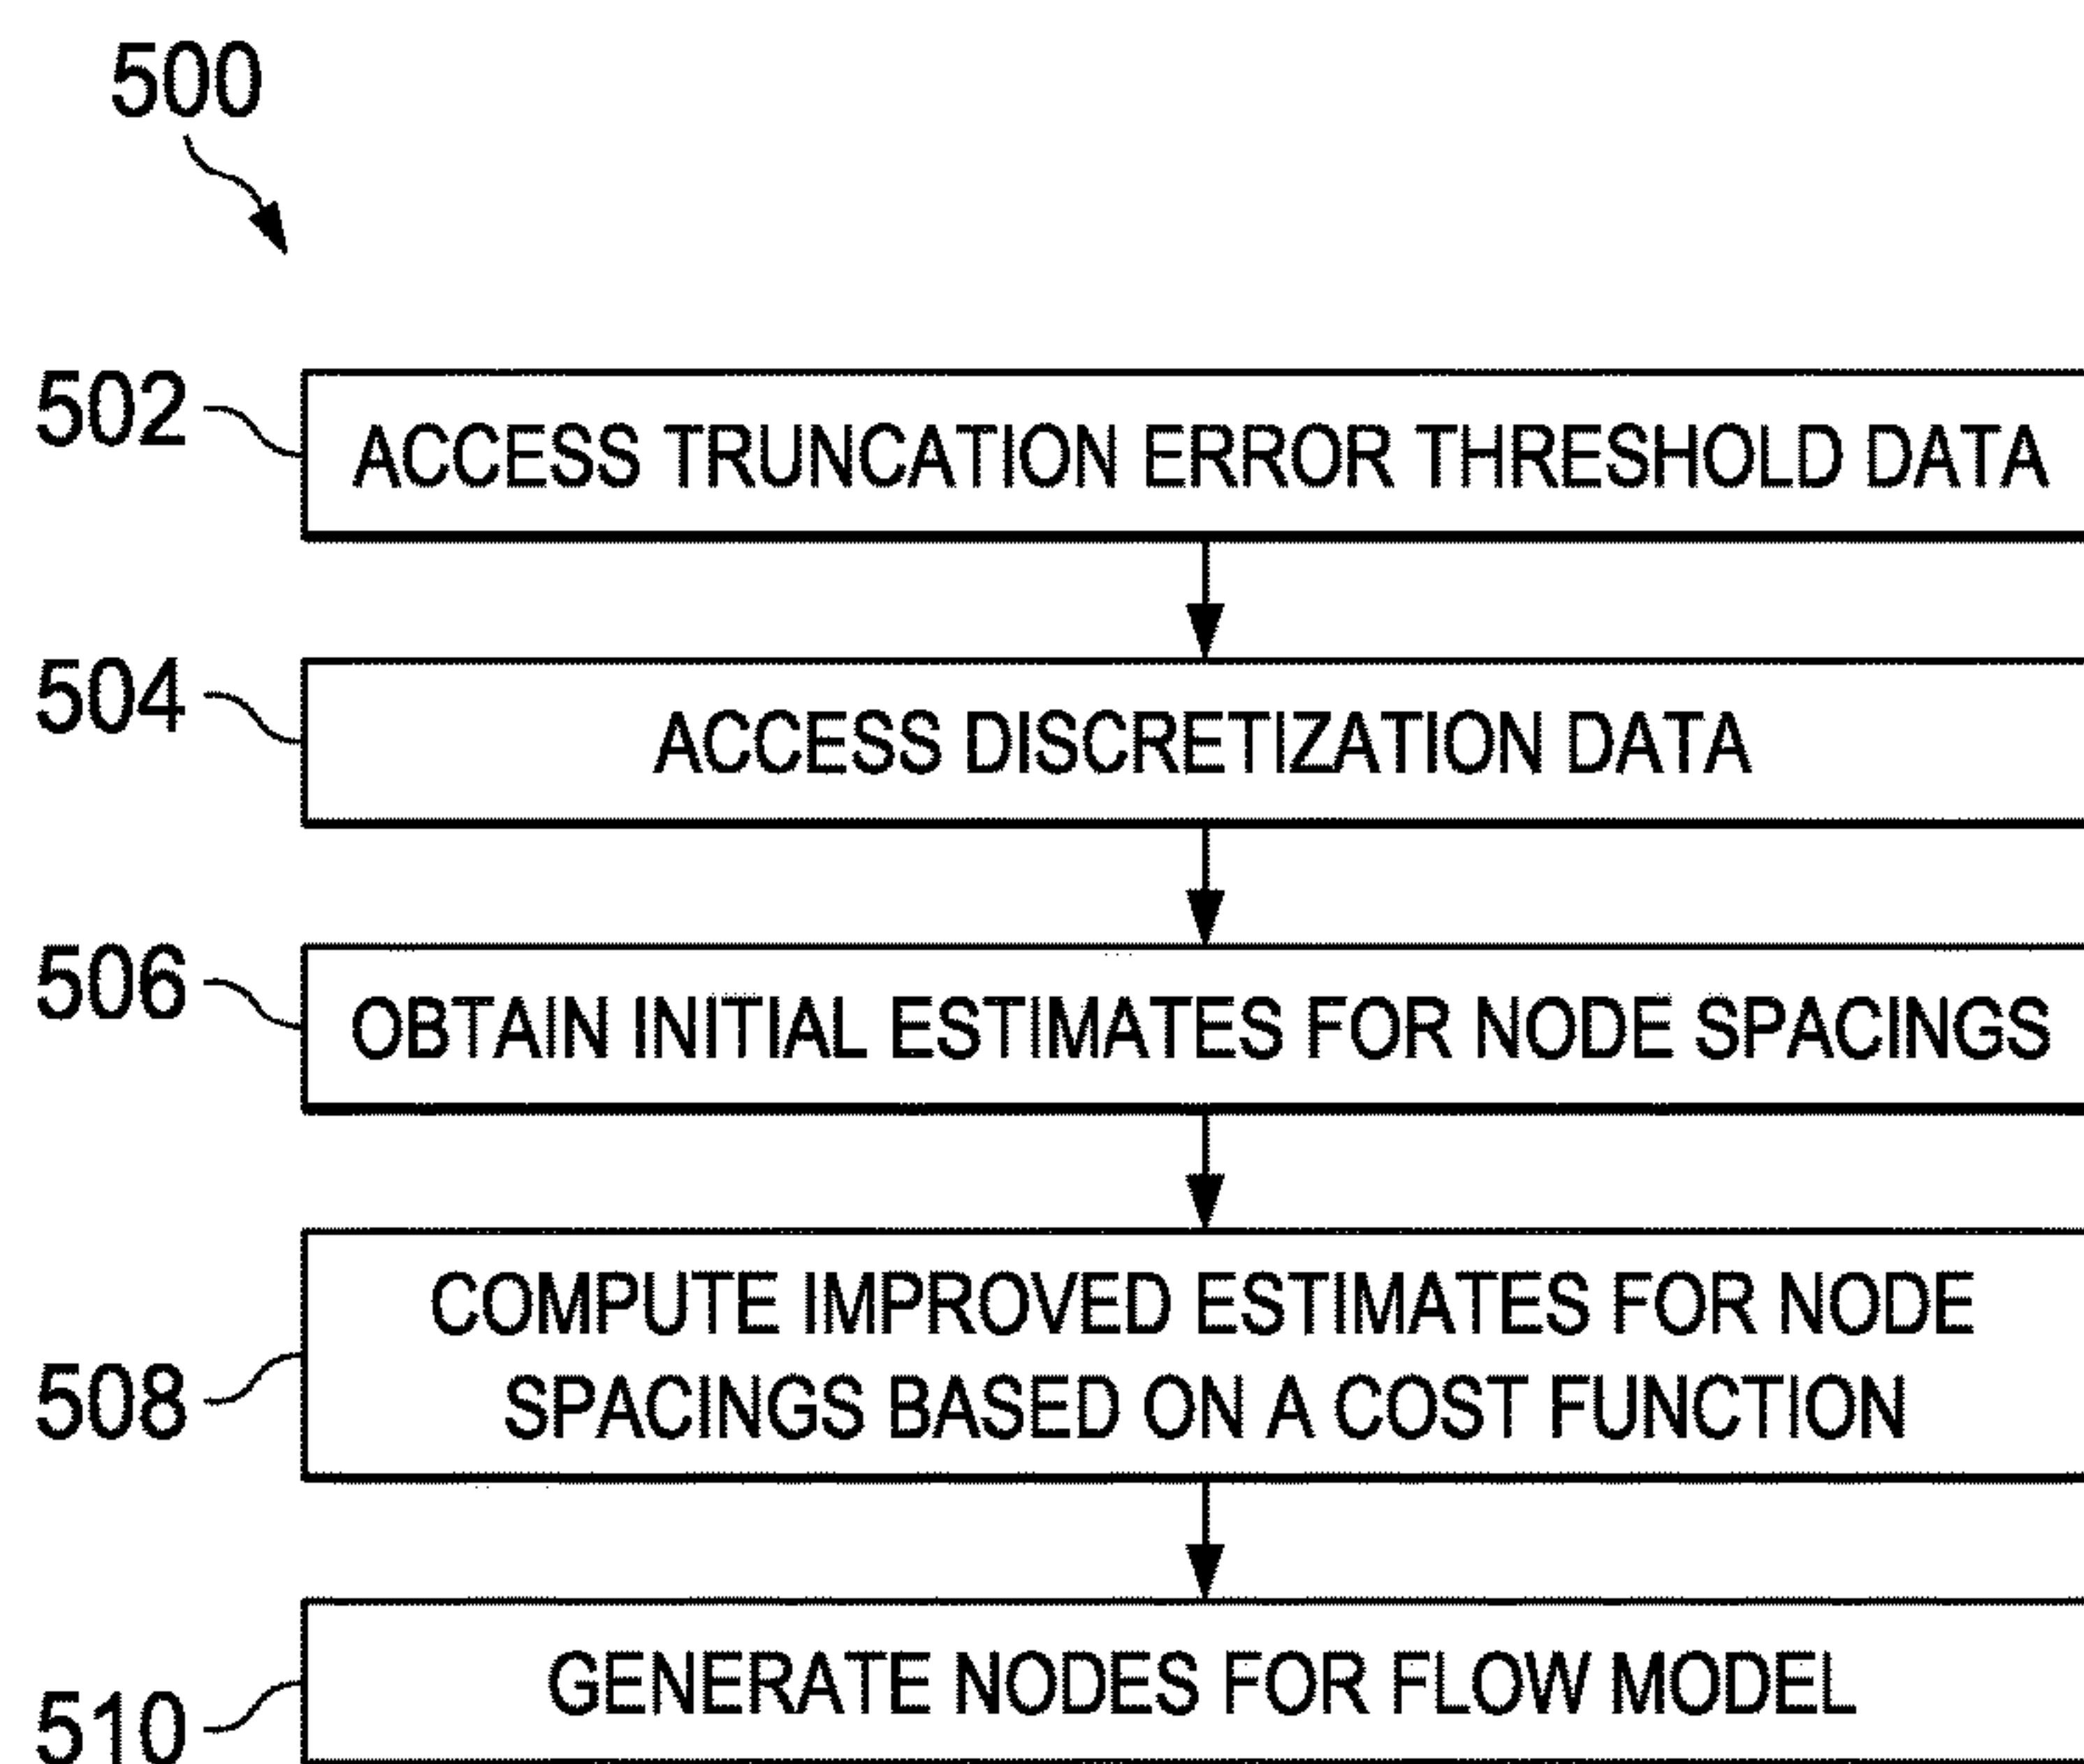 500
502
ACCESS TRUNCATION ERROR THRESHOLD DATA
504
ACCESS DISCRETIZATION DATA
506
OBTAIN INITIAL ESTIMATES FOR NODE SPACINGS
508
COMPUTE IMPROVED ESTIMATES FOR NODE
SPACINGS BASED ON A COST FUNCTION
510
GENERATE NODES FOR FLOW MODEL